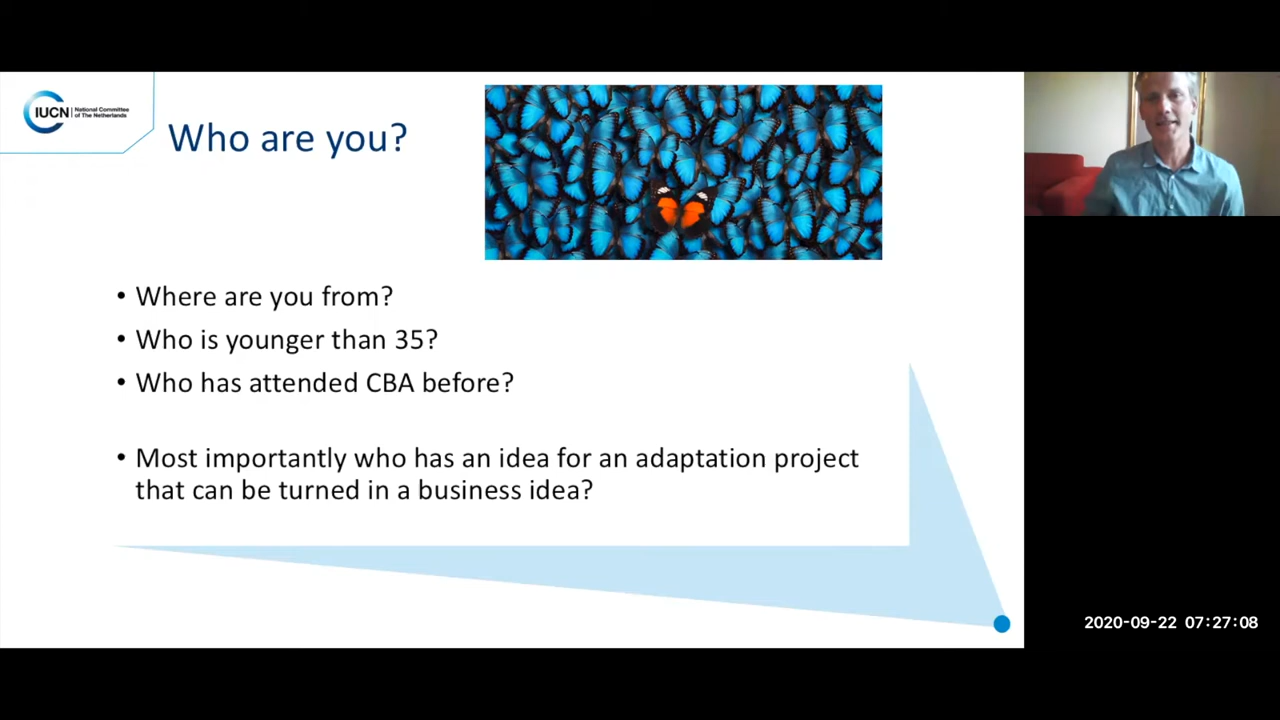 IUCN
National Committee
of The Netherlands
Who are you?
• Where are you from?
• Who is younger than 35?
• Who has attended CBA before?
• Most importantly who has an idea for an adaptation project
that can be turned in a business idea?
2020-09-22 07:27:08